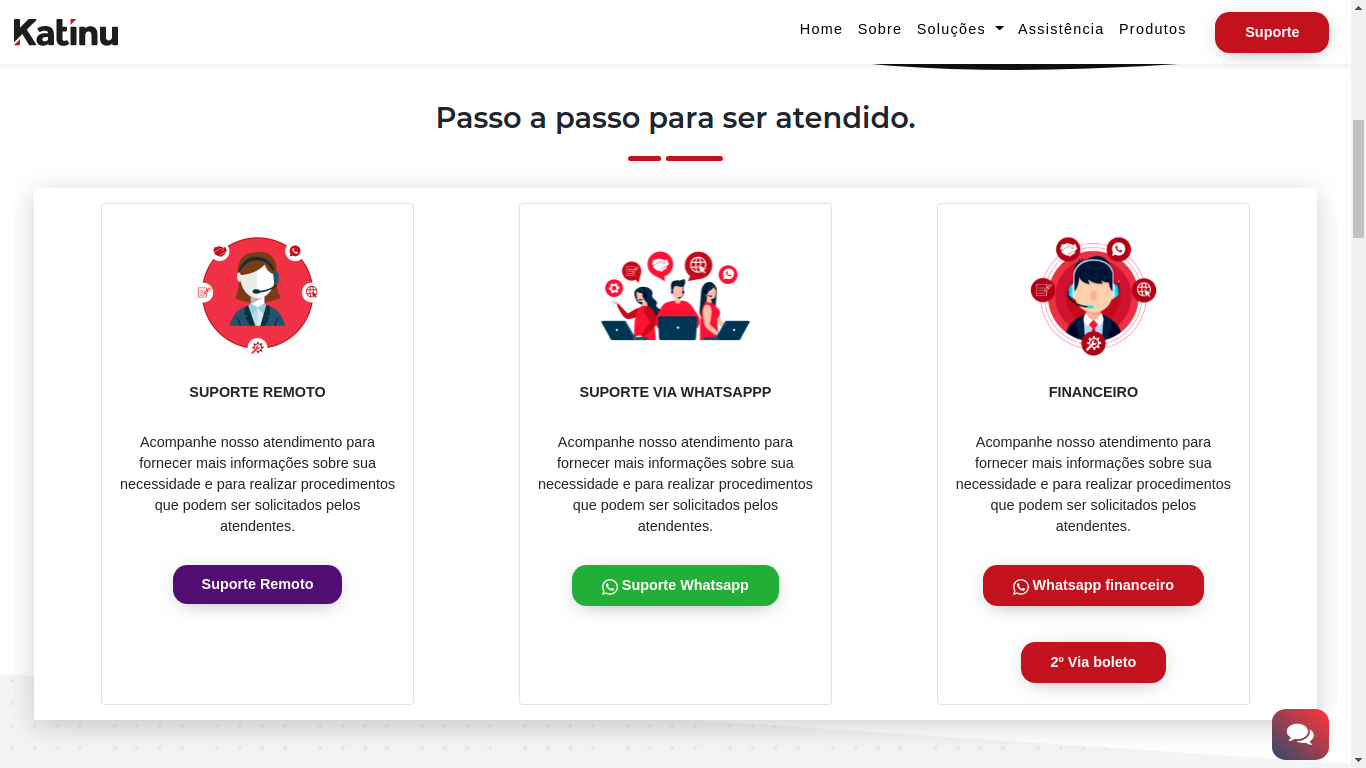 Katinu
Home Sobre Soluções Assistência Produtos Suporte
Passo a passo para ser atendido.
SUPORTE REMOTO
Acompanhe nosso atendimento para
fornecer mais informações sobre sua
necessidade e para realizar procedimentos
que podem ser solicitados pelos
atendentes.
Suporte Remoto
SUPORTE VIA WHATSAPPP
Acompanhe nosso atendimento para
fornecer mais informações sobre sua
necessidade e para realizar procedimentos
que podem ser solicitados pelos
atendentes.
Suporte Whatsapp
FINANCEIRO
Acompanhe nosso atendimento para
fornecer mais informações sobre sua
necessidade e para realizar procedimentos
que podem ser solicitados pelos
atendentes.
Whatsapp financeiro
2º Via boleto